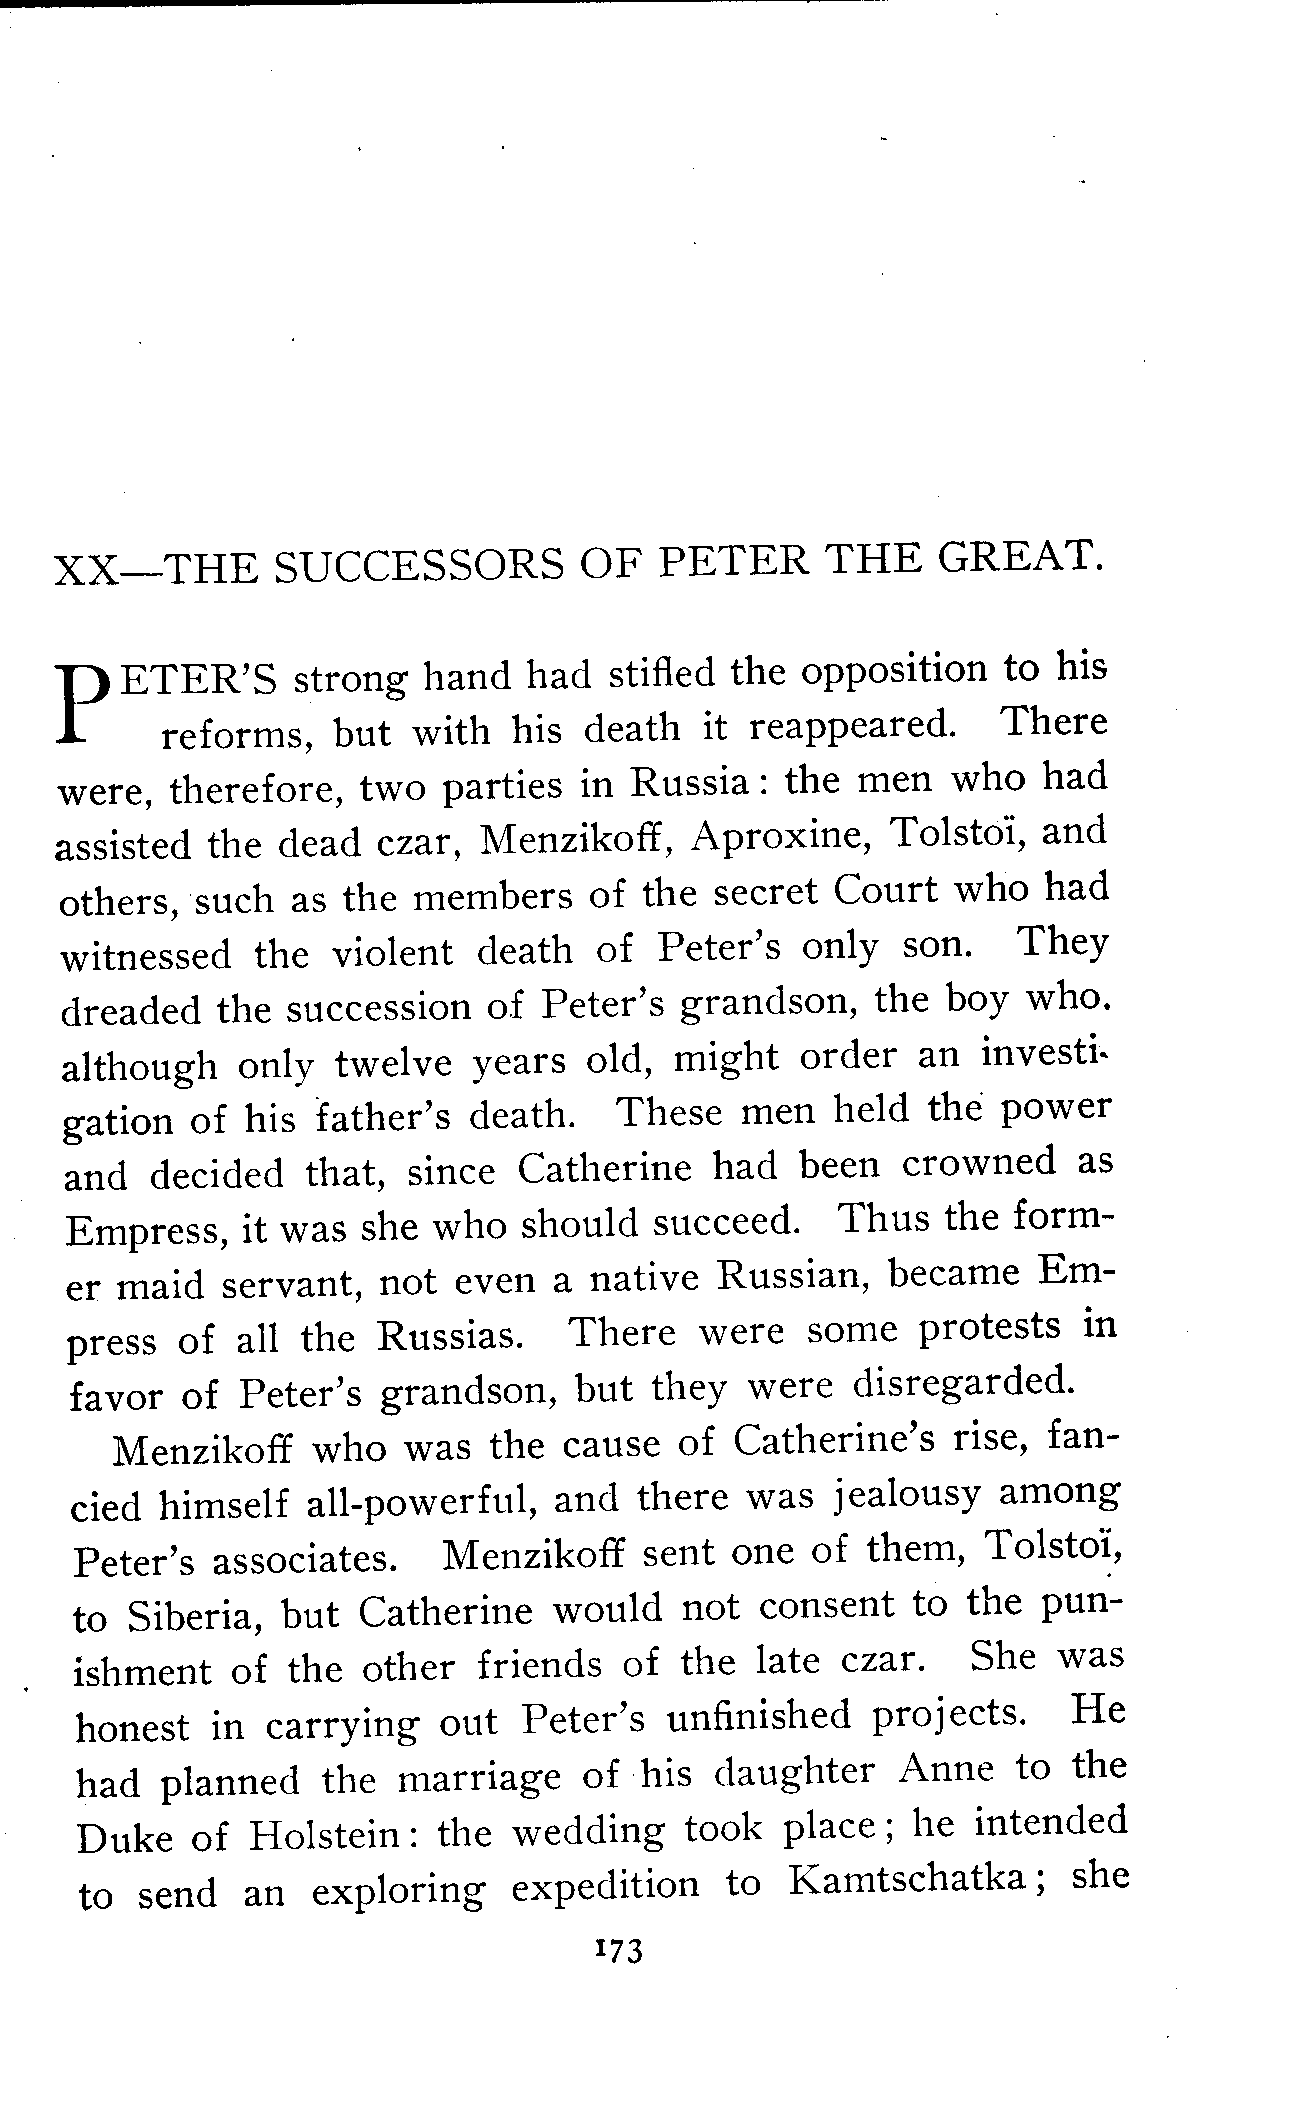 XX—THE SUCCESSORS OF PETER THE GREAT.
PETER'S strong hand had stifled the opposition to his
reforms, but with his death it reappeared. There
were, therefore, two parties in Russia: the men who had
assisted the dead czar, Menzikoff, Aproxine, Tolstoï, and
others, such as the members of the secret Court who had
witnessed the violent death of Peter's only son. They
dreaded the succession of Peter's grandson, the boy who.
although only twelve years old, might order an investi-
gation of his father's death. These men held the power
and decided that, since Catherine had been crowned as
Empress, it was she who should succeed. Thus the form-
er maid servant, not even a native Russian, became Em-
press of all the Russias. There were some protests in
favor of Peter's grandson, but they were disregarded.
Menzikoff who was the cause of Catherine's rise, fan-
cied himself all-powerful, and there was jealousy among
Peter's associates. Menzikoff sent one of them, Tolstoï,
to Siberia, but Catherine would not consent to the pun-
ishment of the other friends of the late czar. She was
honest in carrying out Peter's unfinished projects. He
had planned the marriage of his daughter Anne to the
Duke of Holstein: the wedding took place; he intended
to send an exploring expedition to Kamtschatka; she
173